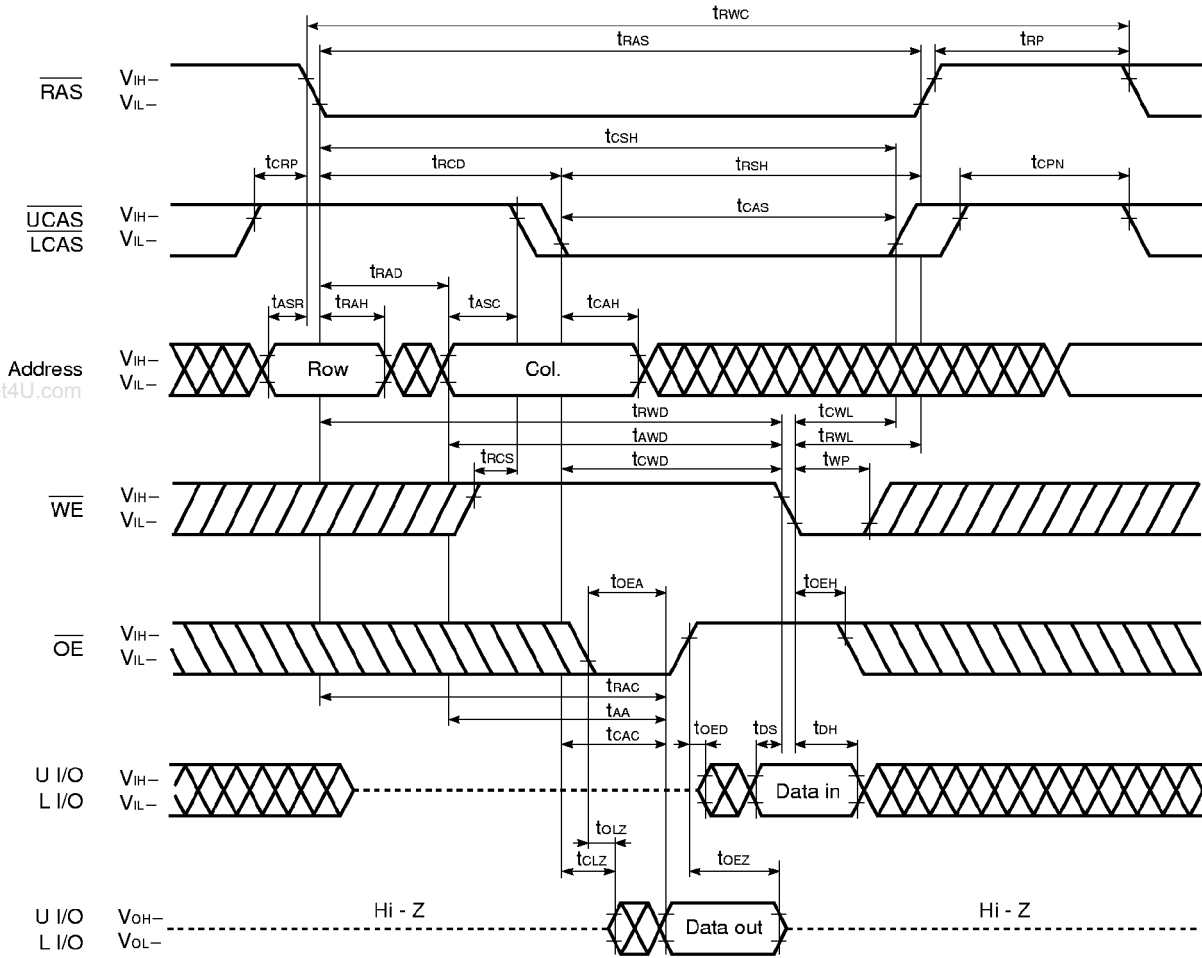 tRWC
tRAS tRP
RAS VIH–
VIL–
tCSH
tCRP tRCD tRSH tCPN
UCAS VIH–
LCAS VIL–
tCAS
tRAD
tASR tRAH tASC tCAH
Address VIH–
VIL–
Row Col.
t4U.com
tRWD tCWL
tAWD tRWL
tRCS tCWD tWP
WE VIH–
VIL–
tOEA tOEH
OE VIH–
VIL–
tRAC
tAA
tCAC tOED tDS tDH
U I/O VIH–
L I/O VIL–
Data in
tOLZ
tCLZ tOEZ
Hi - Z Hi - Z
U I/O VOH–
L I/O VOL–
Data out